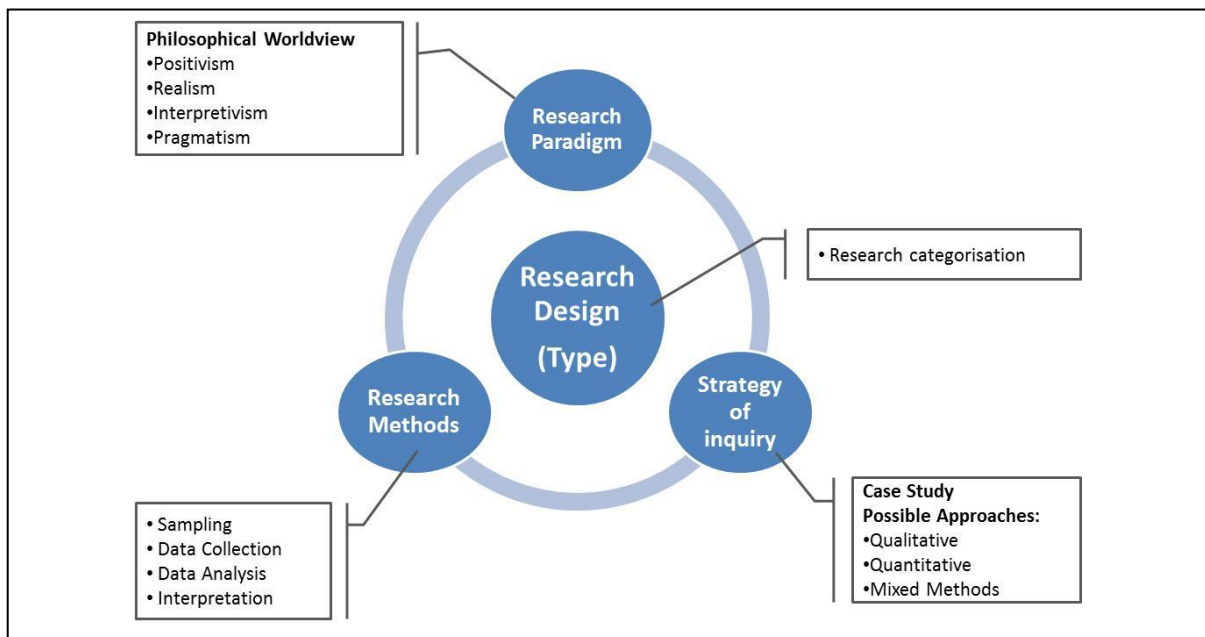 Philosophical Worldview
•Positivism
•Realism
•Interpretivism
•Pragmatism
Research
Paradigm
• Research categorisation
Research
Design
(Type)
Research
Methods
Strategy
of
inquiry
• Sampling
• Data Collection
• Data Analysis
• Interpretation
Case Study
Possible Approaches:
•Qualitative
•Quantitative
•Mixed Methods